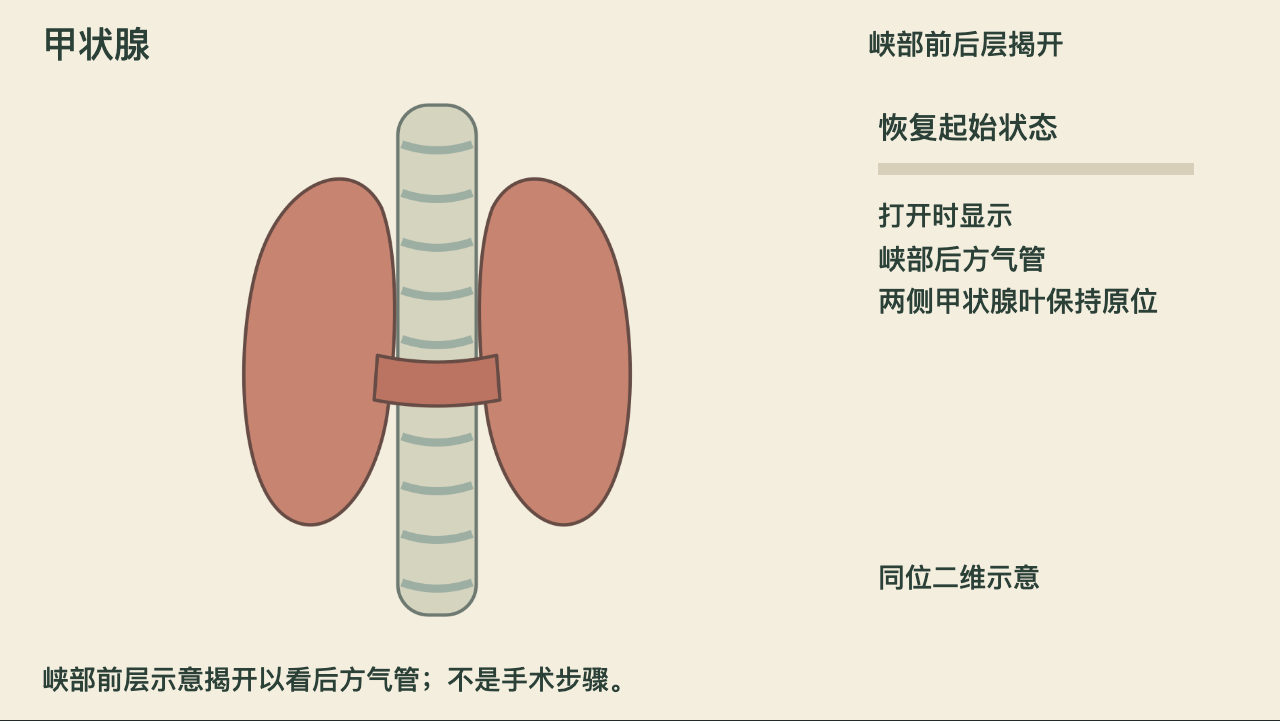 甲状腺
峡部前后层揭开
恢复起始状态
打开时显示
峡部后方气管
两侧甲状腺叶保持原位
同位二维示意
峡部前层示意揭开以看后方气管；不是手术步骤。